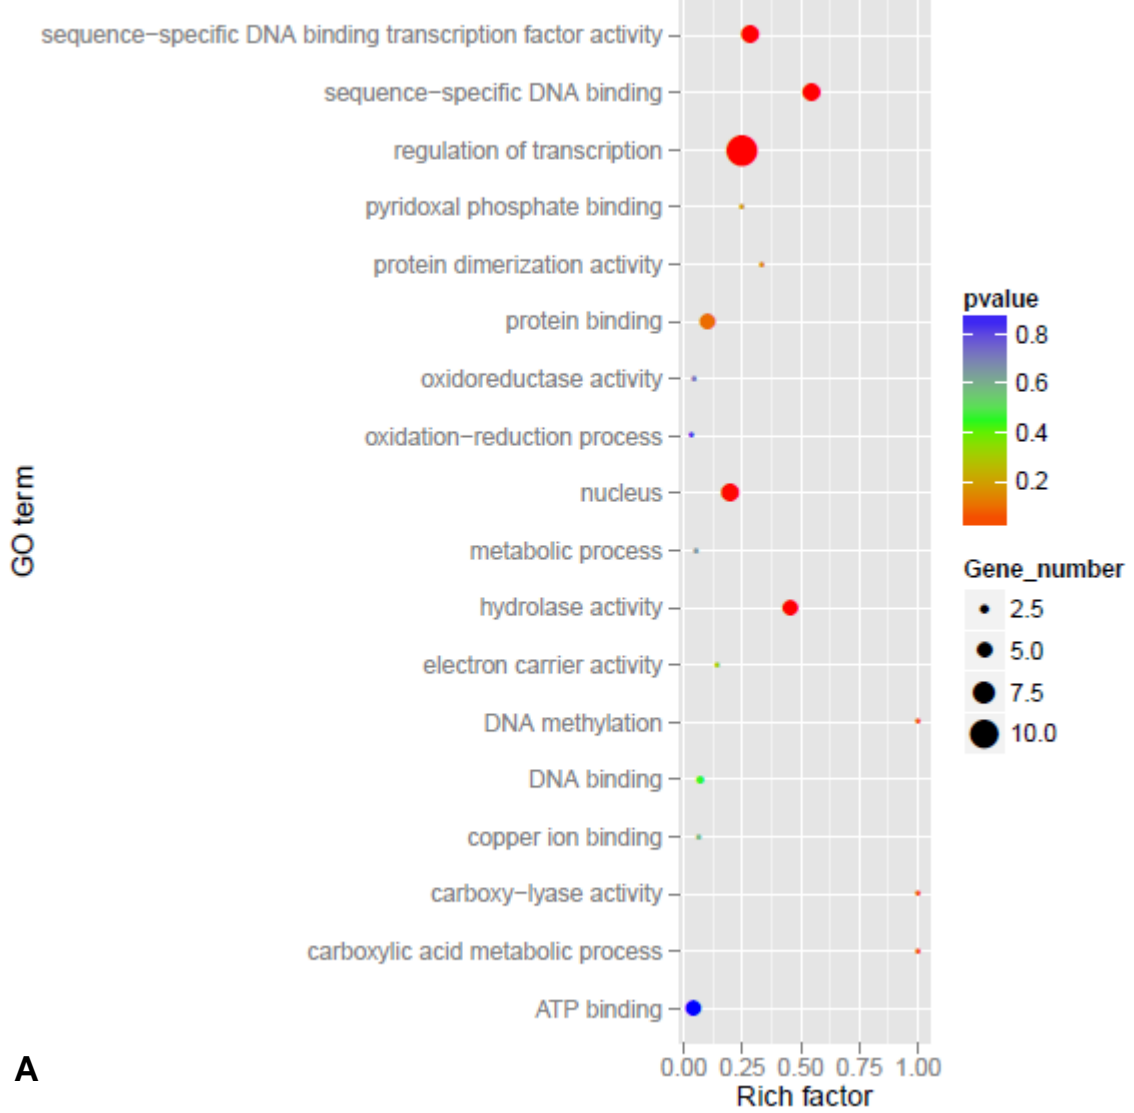 sequence−specific DNA binding transcription factor activity
sequence−specific DNA binding
regulation of transcription
pyridoxal phosphate binding
protein dimerization activity
protein binding
oxidoreductase activity
oxidation−reduction process
nucleus
metabolic process
hydrolase activity
electron carrier activity
DNA methylation
DNA binding
copper ion binding
carboxy−lyase activity
carboxylic acid metabolic process
ATP binding
GO term
0.00 0.25 0.50 0.75 1.00
Rich factor
pvalue
0.8
0.6
0.4
0.2
Gene_number
2.5
5.0
7.5
10.0
A